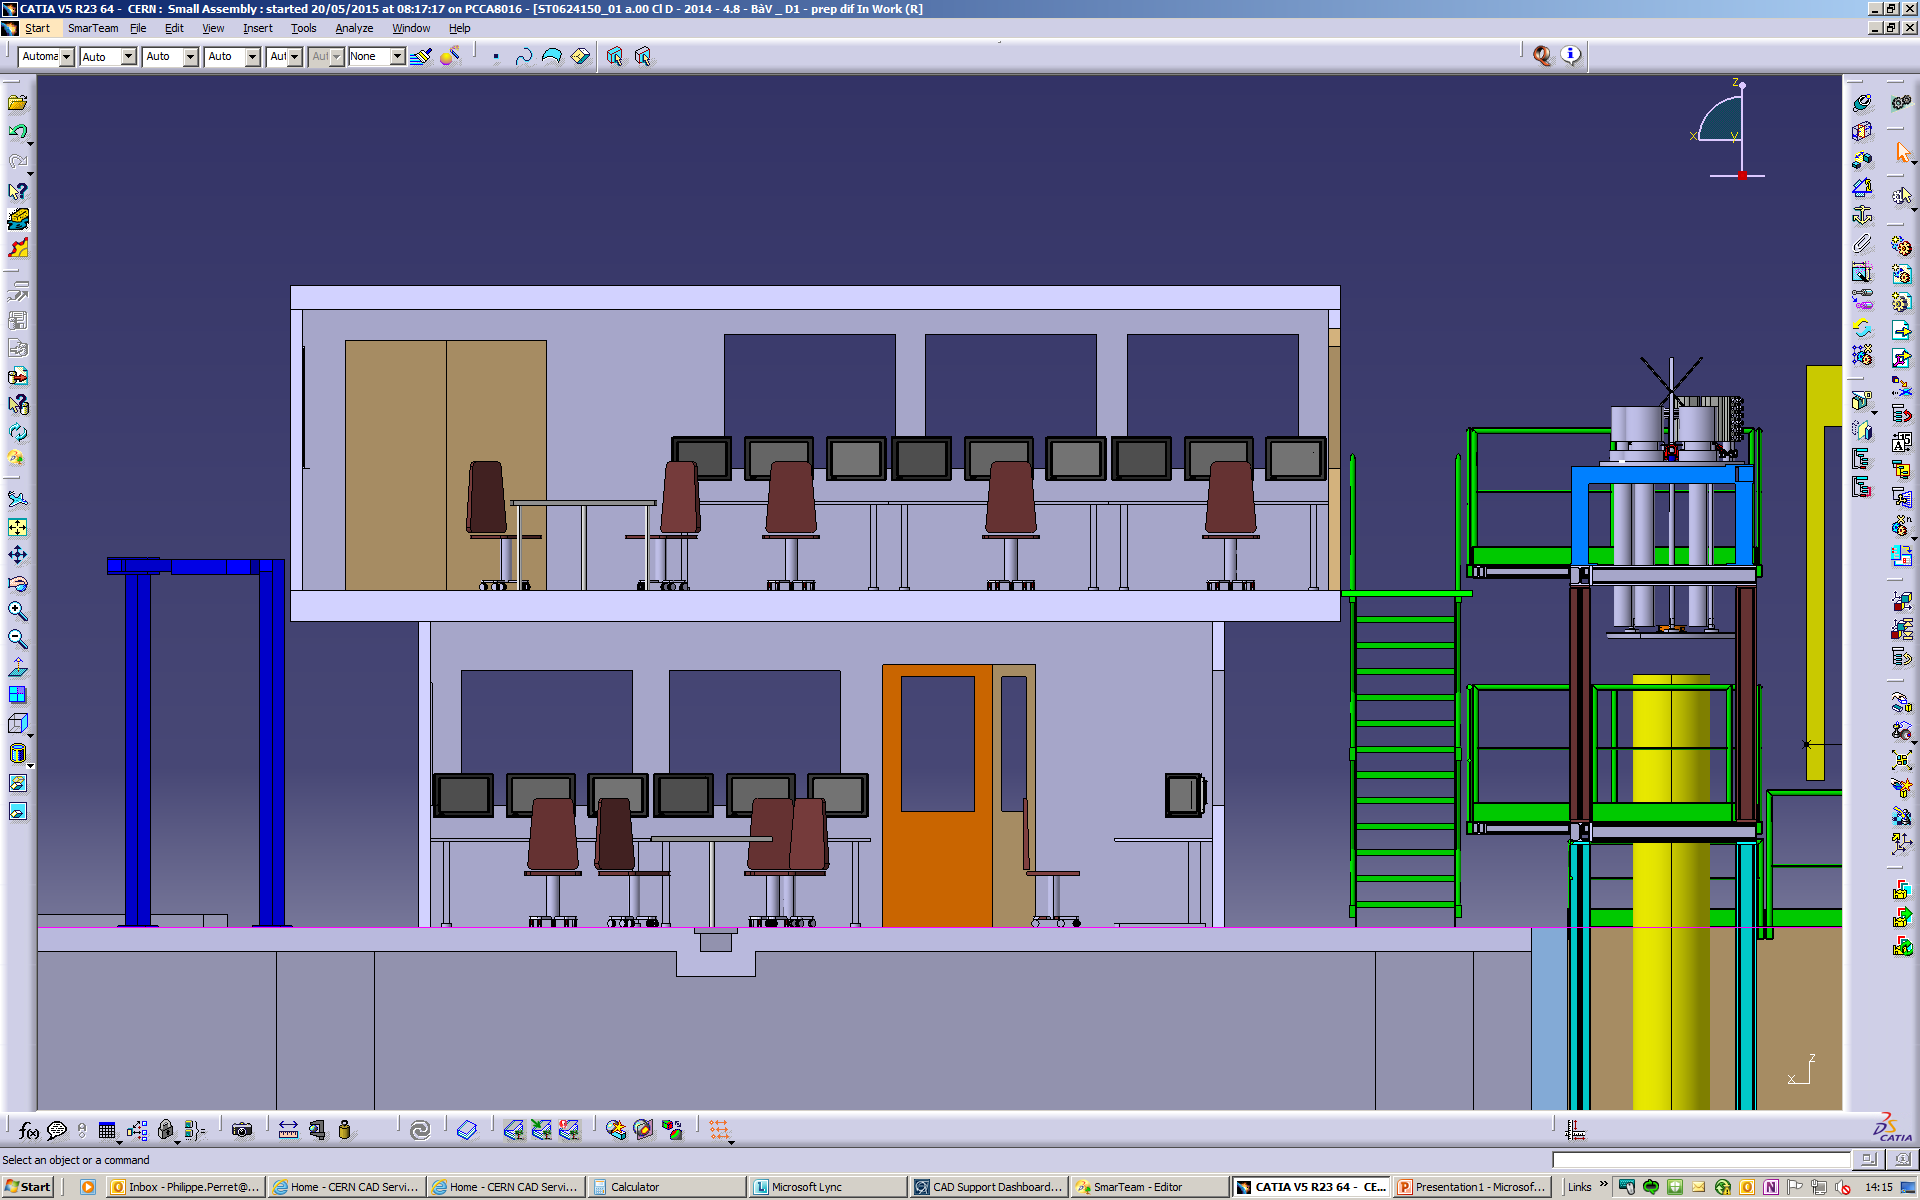 CATIA V5 R23 64 - CERN : Small Assembly : started 20/05/2015 at 08:17:17 on PCCA8016 - [ST0624150_01 a.00 Cl D - 2014 - 4.8 - BàV _ D1 - prep dif In Work (R]
Start SmarTeam File Edit View Insert Tools Analyze Window Help
Automa Auto Auto Auto Aut Aut None
Z
X Y
Z
X
f(x)
DS CATIA
Select an object or a command
Start Inbox - Philippe.Perret@... Home - CERN CAD Servi... Home - CERN CAD Servi... Calculator Microsoft Lync CAD Support Dashboard... SmarTeam - Editor CATIA V5 R23 64 - CE... Presentation1 - Microsof... Links » 14:15